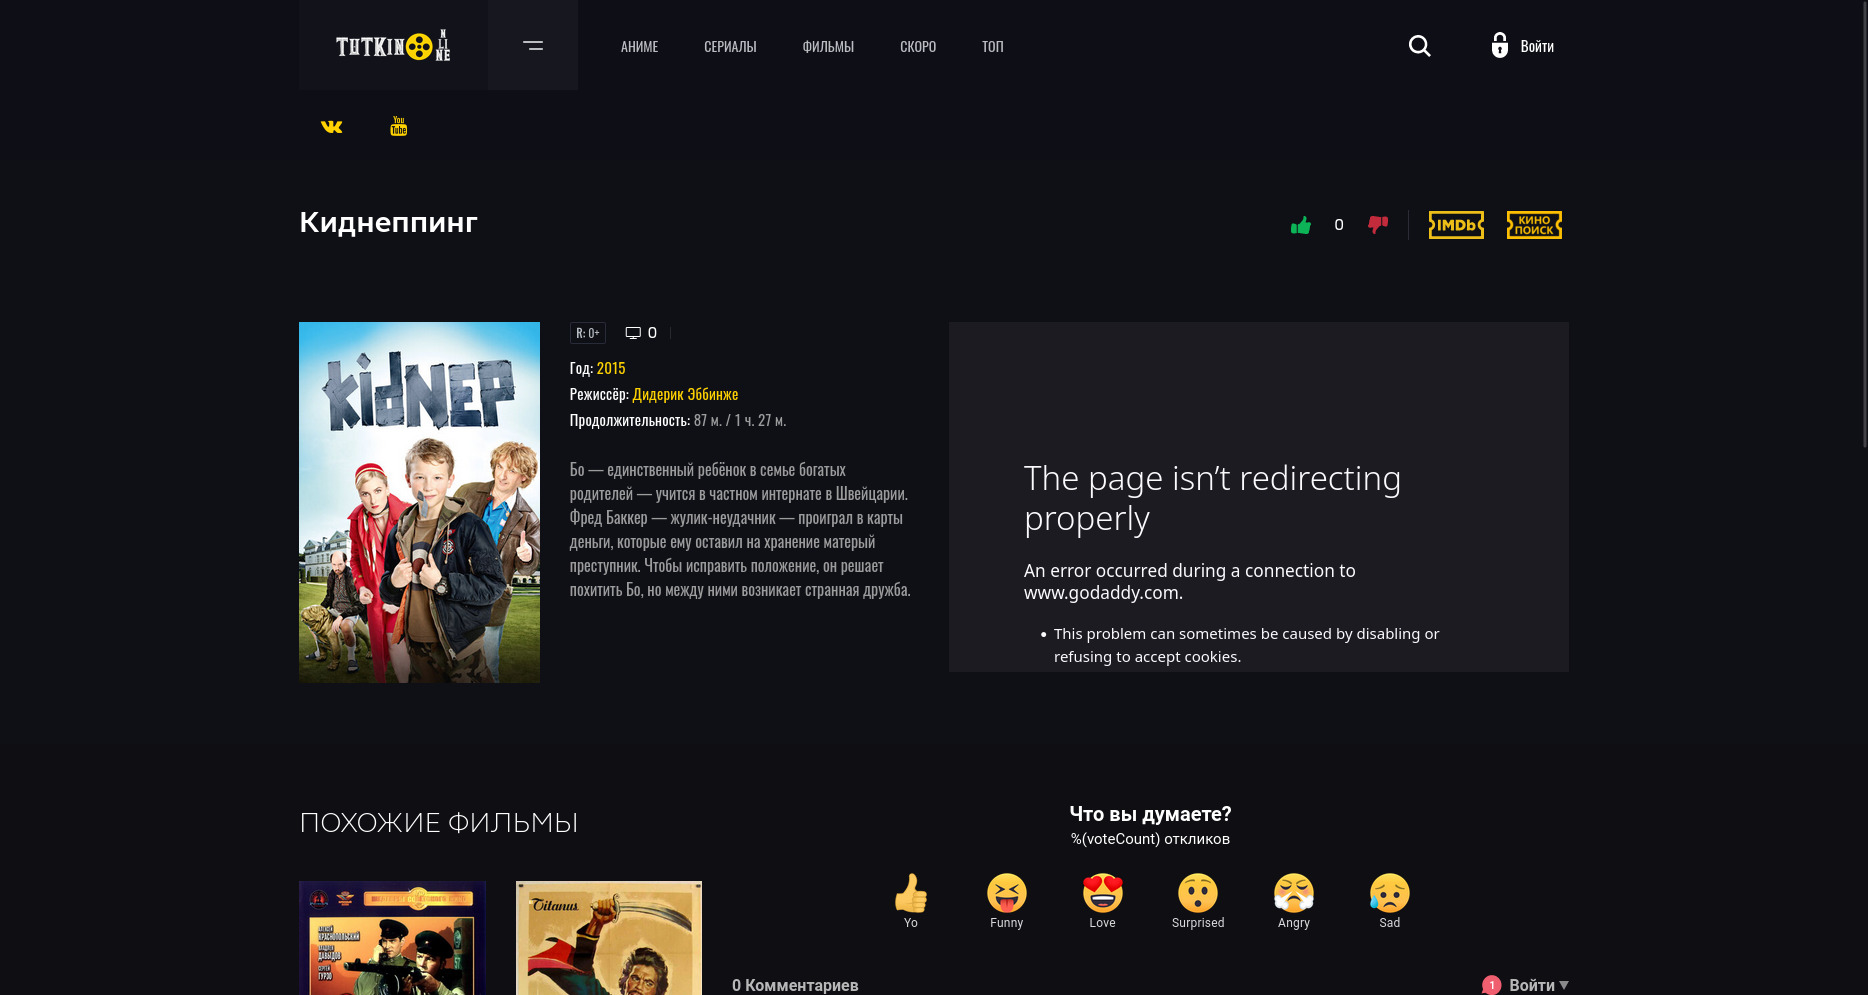 TUTKINO NLINE
АНИМЕ
СЕРИАЛЫ
ФИЛЬМЫ
СКОРО
ТОП
Войти
You
Tube
Киднеппинг
0
IMDb
КИНО
ПОИСК
kidNEP
R: 0+
0
Год: 2015
Режиссёр: Дидерик Эббинже
Продолжительность: 87 м. / 1 ч. 27 м.
Бо — единственный ребёнок в семье богатых
родителей — учится в частном интернате в Швейцарии.
Фред Баккер — жулик-неудачник — проиграл в карты
деньги, которые ему оставил на хранение матерый
преступник. Чтобы исправить положение, он решает
похитить Бо, но между ними возникает странная дружба.
The page isn’t redirecting
properly
An error occurred during a connection to
www.godaddy.com.
• This problem can sometimes be caused by disabling or
refusing to accept cookies.
ПОХОЖИЕ ФИЛЬМЫ
Что вы думаете?
%(voteCount) откликов
Yo
Funny
Love
Surprised
Angry
Sad
Titanus
0 Комментариев
1
Войти